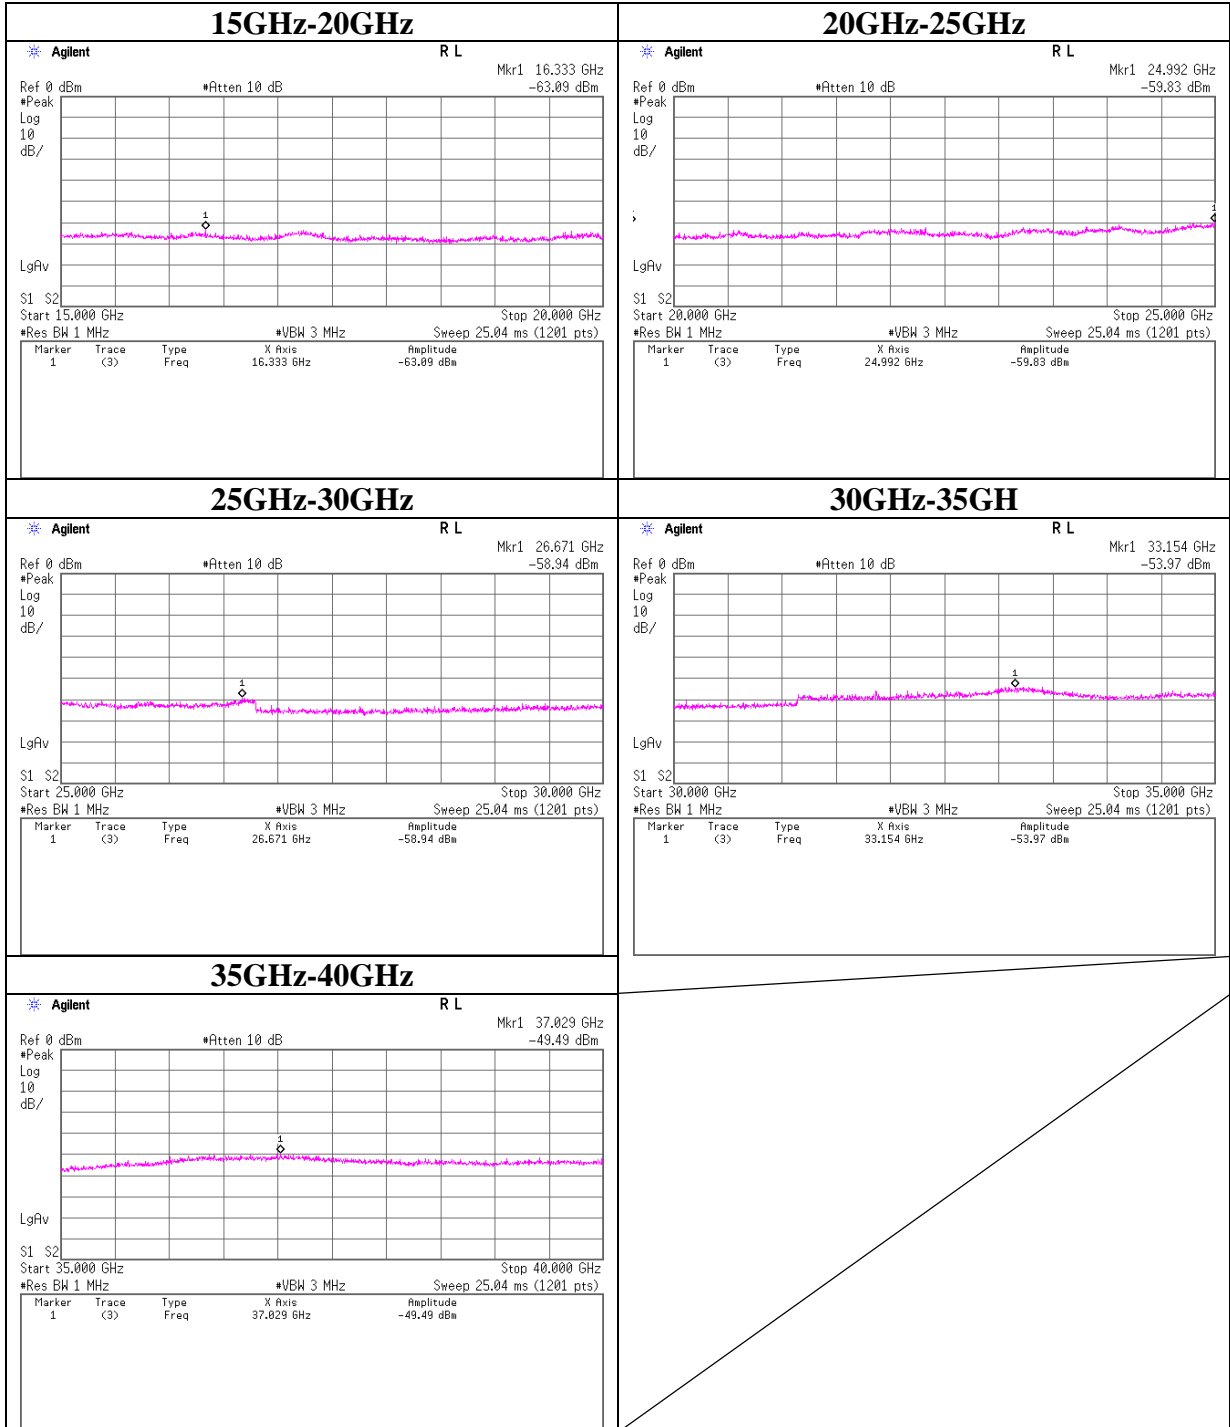 15GHz-20GHz
Agilent R L
Mkr1 16.333 GHz
Ref 0 dBm #Atten 10 dB -63.09 dBm
#Peak
Log
10
dB/
1
LgAv
S1 S2
Start 15.000 GHz Stop 20.000 GHz
#Res BW 1 MHz #VBW 3 MHz Sweep 25.04 ms (1201 pts)
Marker Trace Type X Axis Amplitude
1 (3) Freq 16.333 GHz -63.09 dBm
20GHz-25GHz
Agilent R L
Mkr1 24.992 GHz
Ref 0 dBm #Atten 10 dB -59.83 dBm
#Peak
Log
10
dB/
1
LgAv
S1 S2
Start 20.000 GHz Stop 25.000 GHz
#Res BW 1 MHz #VBW 3 MHz Sweep 25.04 ms (1201 pts)
Marker Trace Type X Axis Amplitude
1 (3) Freq 24.992 GHz -59.83 dBm
25GHz-30GHz
Agilent R L
Mkr1 26.671 GHz
Ref 0 dBm #Atten 10 dB -58.94 dBm
#Peak
Log
10
dB/
1
LgAv
S1 S2
Start 25.000 GHz Stop 30.000 GHz
#Res BW 1 MHz #VBW 3 MHz Sweep 25.04 ms (1201 pts)
Marker Trace Type X Axis Amplitude
1 (3) Freq 26.671 GHz -58.94 dBm
30GHz-35GH
Agilent R L
Mkr1 33.154 GHz
Ref 0 dBm #Atten 10 dB -53.97 dBm
#Peak
Log
10
dB/
1
LgAv
S1 S2
Start 30.000 GHz Stop 35.000 GHz
#Res BW 1 MHz #VBW 3 MHz Sweep 25.04 ms (1201 pts)
Marker Trace Type X Axis Amplitude
1 (3) Freq 33.154 GHz -53.97 dBm
35GHz-40GHz
Agilent R L
Mkr1 37.029 GHz
Ref 0 dBm #Atten 10 dB -49.49 dBm
#Peak
Log
10
dB/
1
LgAv
S1 S2
Start 35.000 GHz Stop 40.000 GHz
#Res BW 1 MHz #VBW 3 MHz Sweep 25.04 ms (1201 pts)
Marker Trace Type X Axis Amplitude
1 (3) Freq 37.029 GHz -49.49 dBm